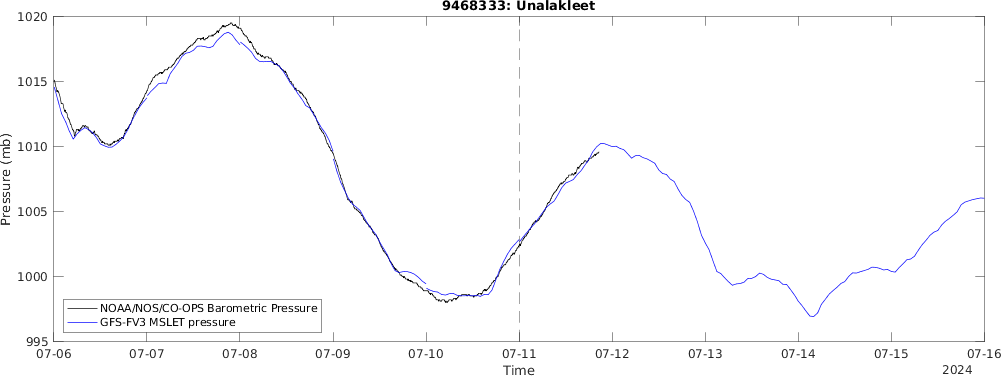 9468333: Unalakleet
1020
1015
1010
1005
1000
995
Pressure (mb)
NOAA/NOS/CO-OPS Barometric Pressure
GFS-FV3 MSLET pressure
07-06 07-07 07-08 07-09 07-10 07-11 07-12 07-13 07-14 07-15 07-16
Time
2024